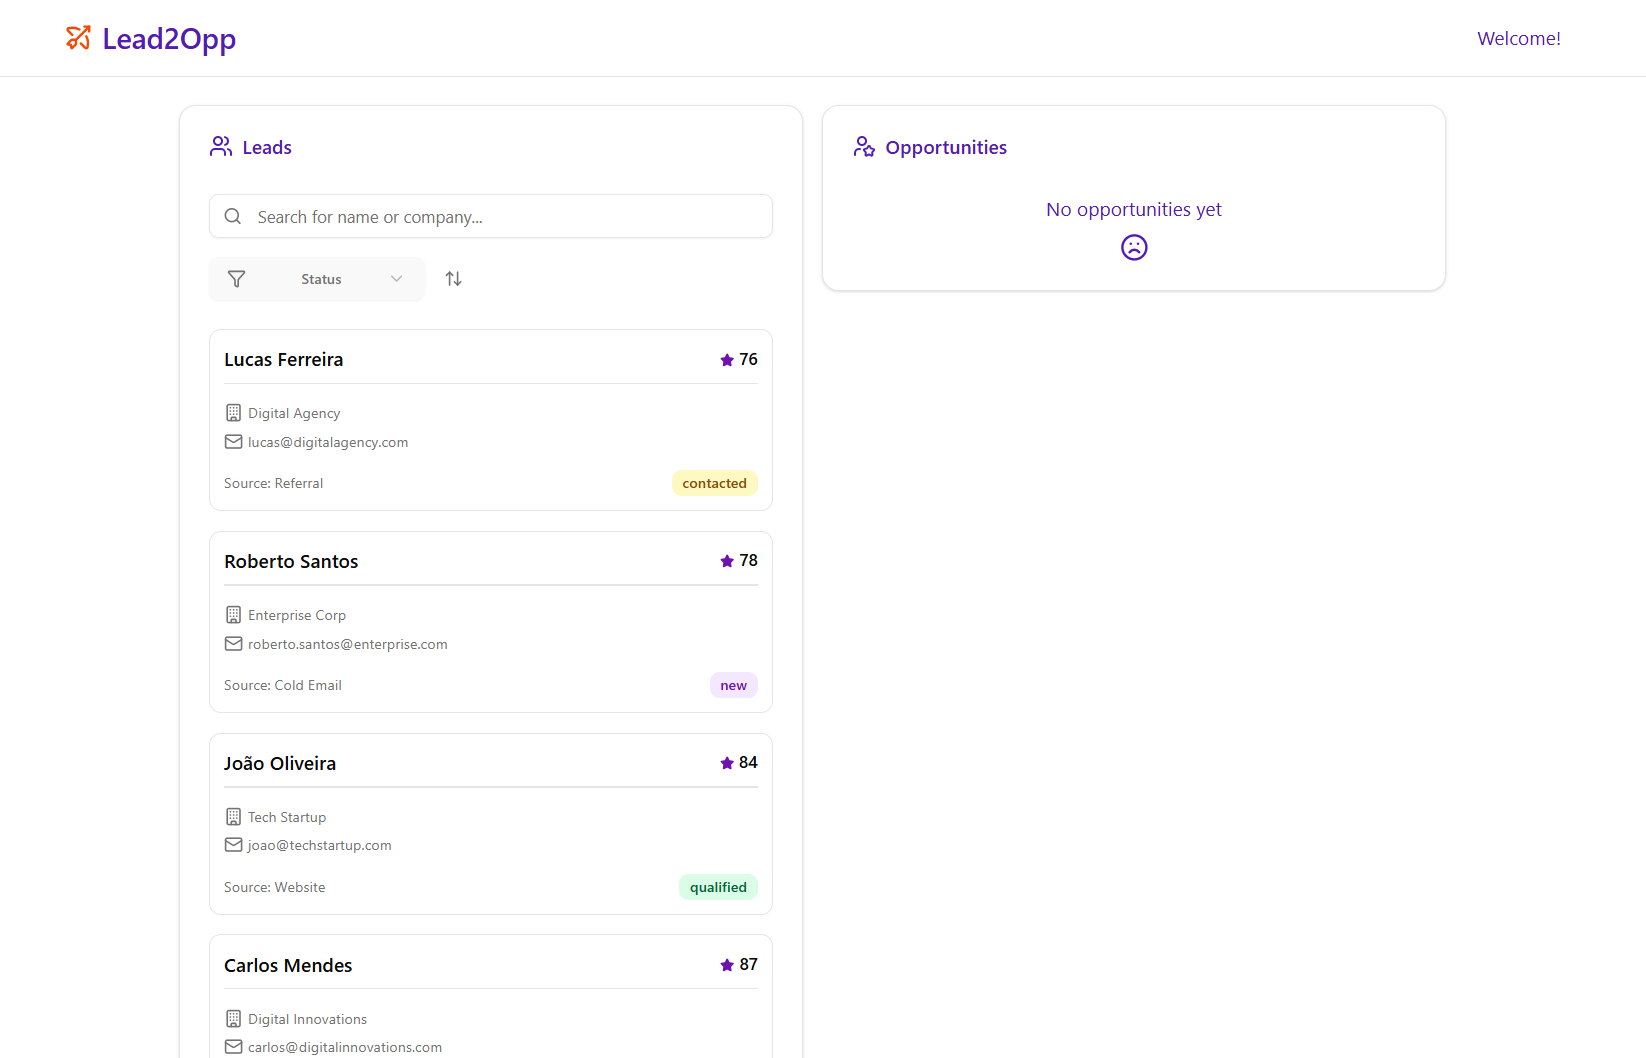 Lead2Opp
Welcome!
Leads
Search for name or company...
Status
Lucas Ferreira
76
Digital Agency
lucas@digitalagency.com
Source: Referral
contacted
Roberto Santos
78
Enterprise Corp
roberto.santos@enterprise.com
Source: Cold Email
new
João Oliveira
84
Tech Startup
joao@techstartup.com
Source: Website
qualified
Carlos Mendes
87
Digital Innovations
carlos@digitalinnovations.com
Opportunities
No opportunities yet